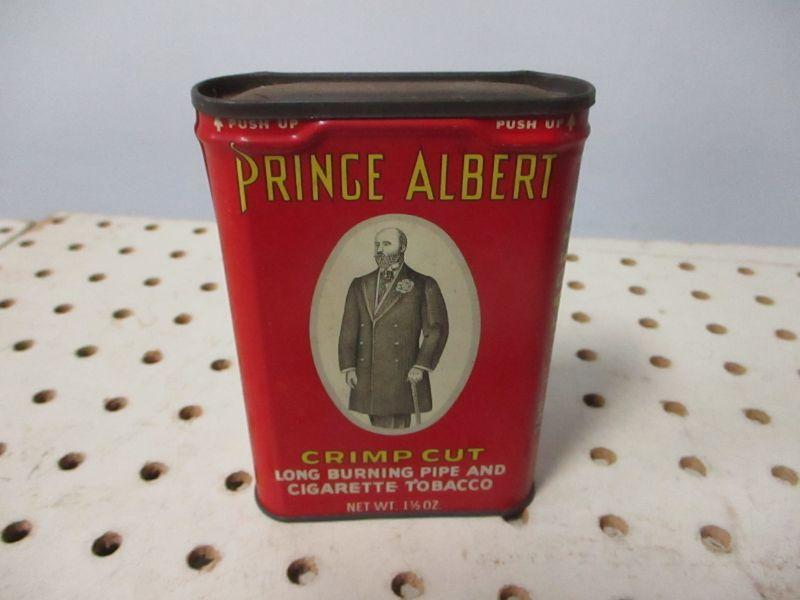 PUSH UP PUSH UP
PRINCE ALBERT
CRIMP CUT
LONG BURNING PIPE AND
CIGARETTE TOBACCO
NET WT. 1½ OZ.